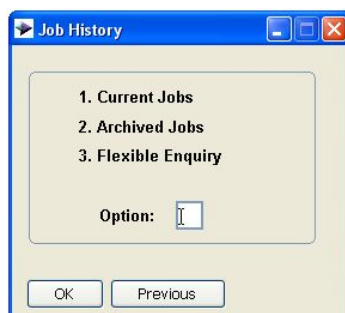 Job History
1. Current Jobs
2. Archived Jobs
3. Flexible Enquiry
Option:
OK
Previous